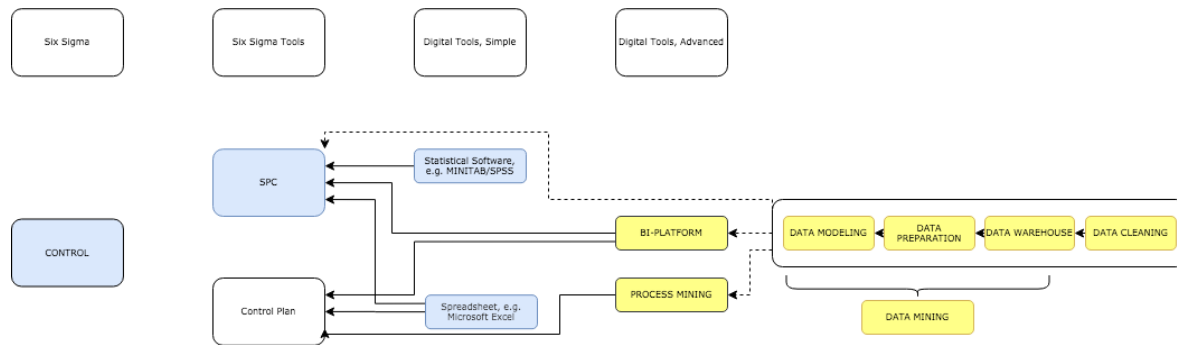 Six Sigma
Six Sigma Tools
Digital Tools, Simple
Digital Tools, Advanced
SPC
Statistical Software,
e.g. MINITAB/SPSS
CONTROL
BI-PLATFORM
DATA MODELING
DATA
PREPARATION
DATA WAREHOUSE
DATA CLEANING
Control Plan
Spreadsheet, e.g.
Microsoft Excel
PROCESS MINING
DATA MINING